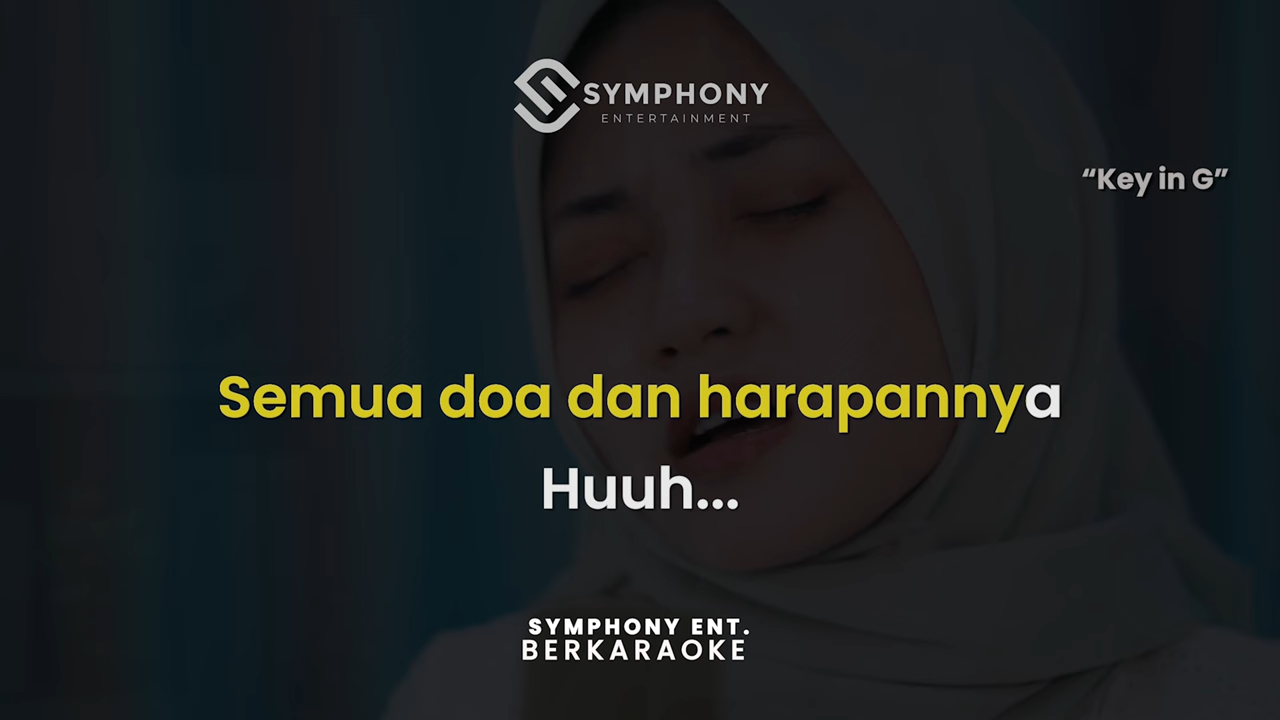 SYMPHONY
ENTERTAINMENT
“Key in G”
Semua doa dan harapannya
Huuh...
SYMPHONY ENT.
BERKARAOKE